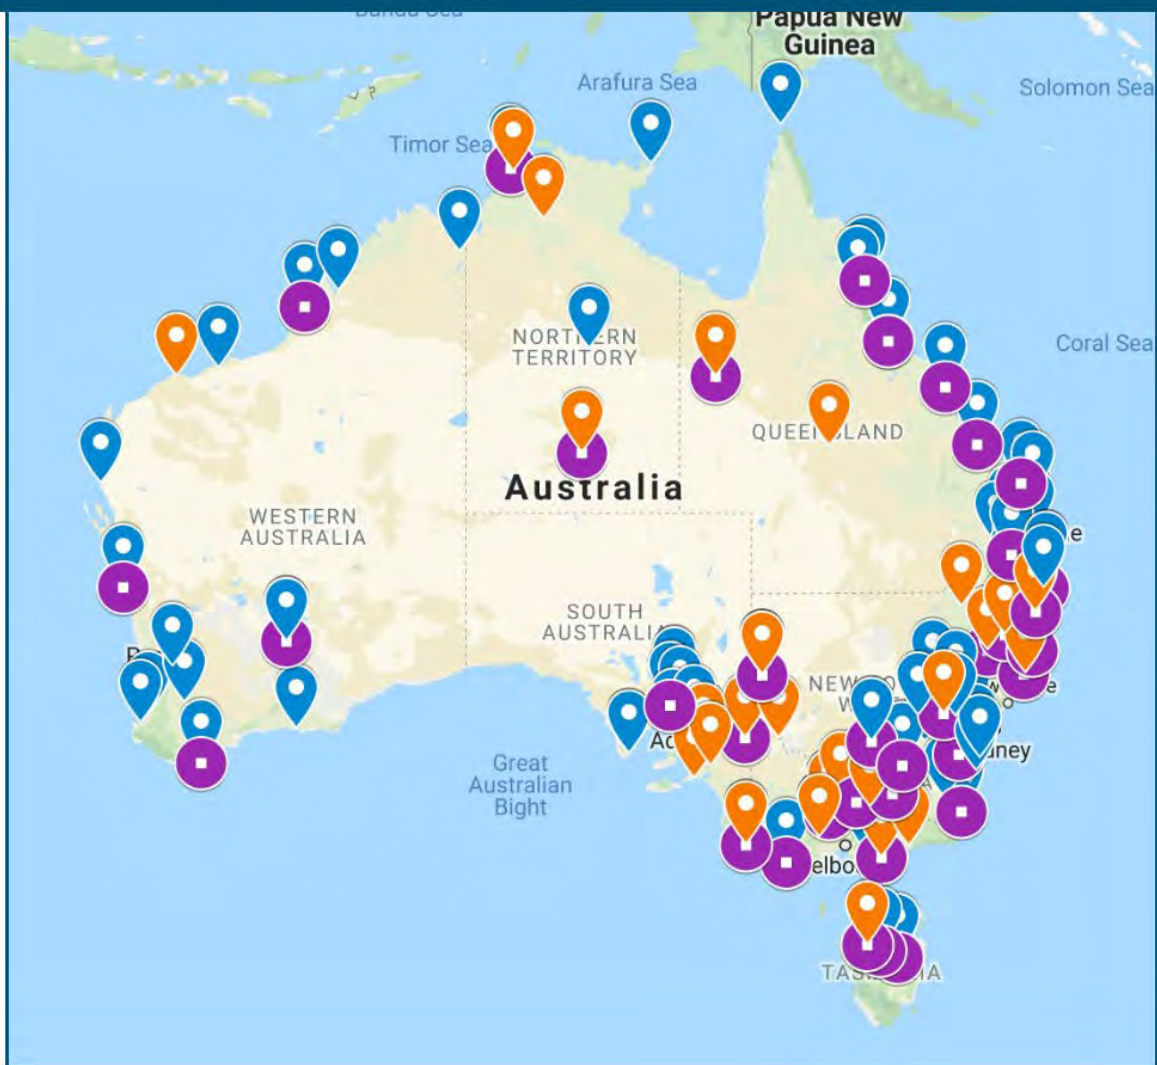 Papua New
Guinea
Arafura Sea
Solomon Sea
Timor Sea
Coral Sea
NORTHERN
TERRITORY
QUEENSLAND
Australia
WESTERN
AUSTRALIA
SOUTH
AUSTRALIA
Great
Australian
Bight